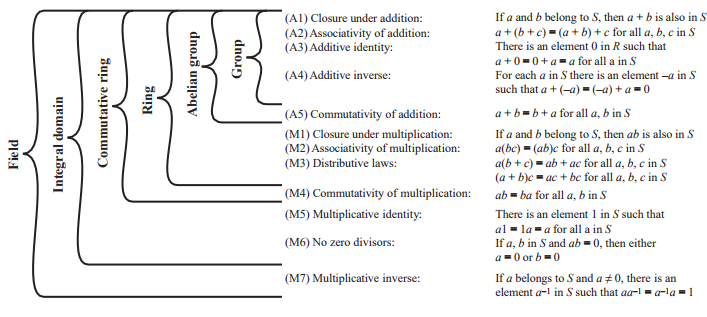 Field
Integral domain
Commutative ring
Ring
Abelian group
Group
(A1) Closure under addition: If a and b belong to S, then a + b is also in S
(A2) Associativity of addition: a + (b + c) = (a + b) + c for all a, b, c in S
(A3) Additive identity: There is an element 0 in R such that
a + 0 = 0 + a = a for all a in S
(A4) Additive inverse: For each a in S there is an element –a in S
such that a + (–a) = (–a) + a = 0
(A5) Commutativity of addition: a + b = b + a for all a, b in S
(M1) Closure under multiplication: If a and b belong to S, then ab is also in S
(M2) Associativity of multiplication: a(bc) = (ab)c for all a, b, c in S
(M3) Distributive laws: a(b + c) = ab + ac for all a, b, c in S
(a + b)c = ac + bc for all a, b, c in S
(M4) Commutativity of multiplication: ab = ba for all a, b in S
(M5) Multiplicative identity: There is an element 1 in S such that
a1 = 1a = a for all a in S
(M6) No zero divisors: If a, b in S and ab = 0, then either
a = 0 or b = 0
(M7) Multiplicative inverse: If a belongs to S and a ≠ 0, there is an
element a⁻¹ in S such that aa⁻¹ = a⁻¹a = 1